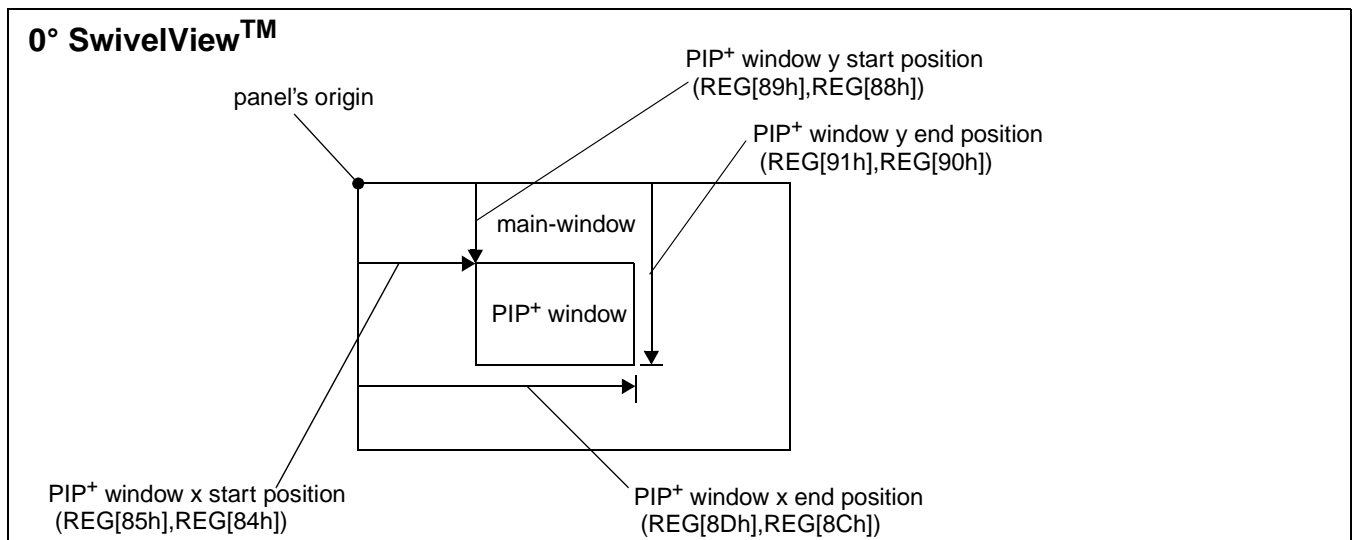 0° SwivelView™
PIP+ window y start position
(REG[89h],REG[88h])
panel's origin
PIP+ window y end position
(REG[91h],REG[90h])
main-window
PIP+ window
PIP+ window x start position
(REG[85h],REG[84h])
PIP+ window x end position
(REG[8Dh],REG[8Ch])